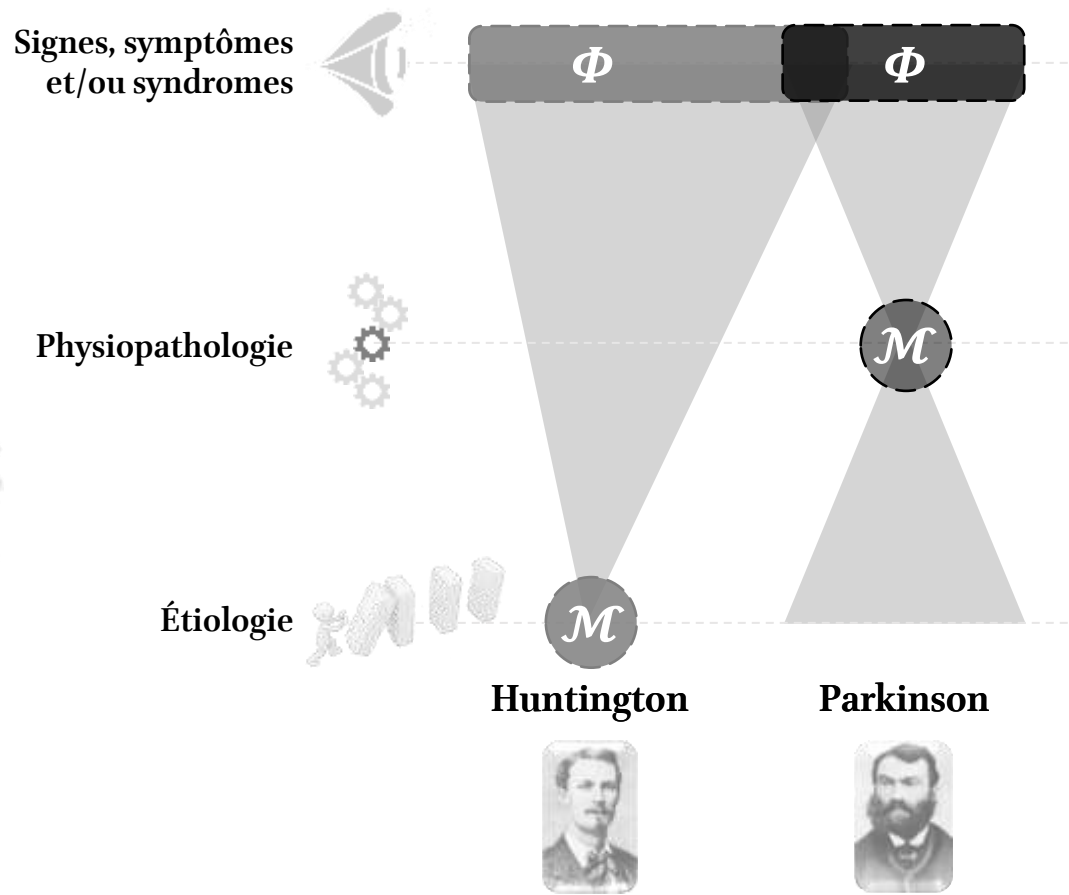 Signes, symptômes
et/ou syndromes
Φ
Φ
Physiopathologie
ℳ
Étiologie
ℳ
Huntington
Parkinson